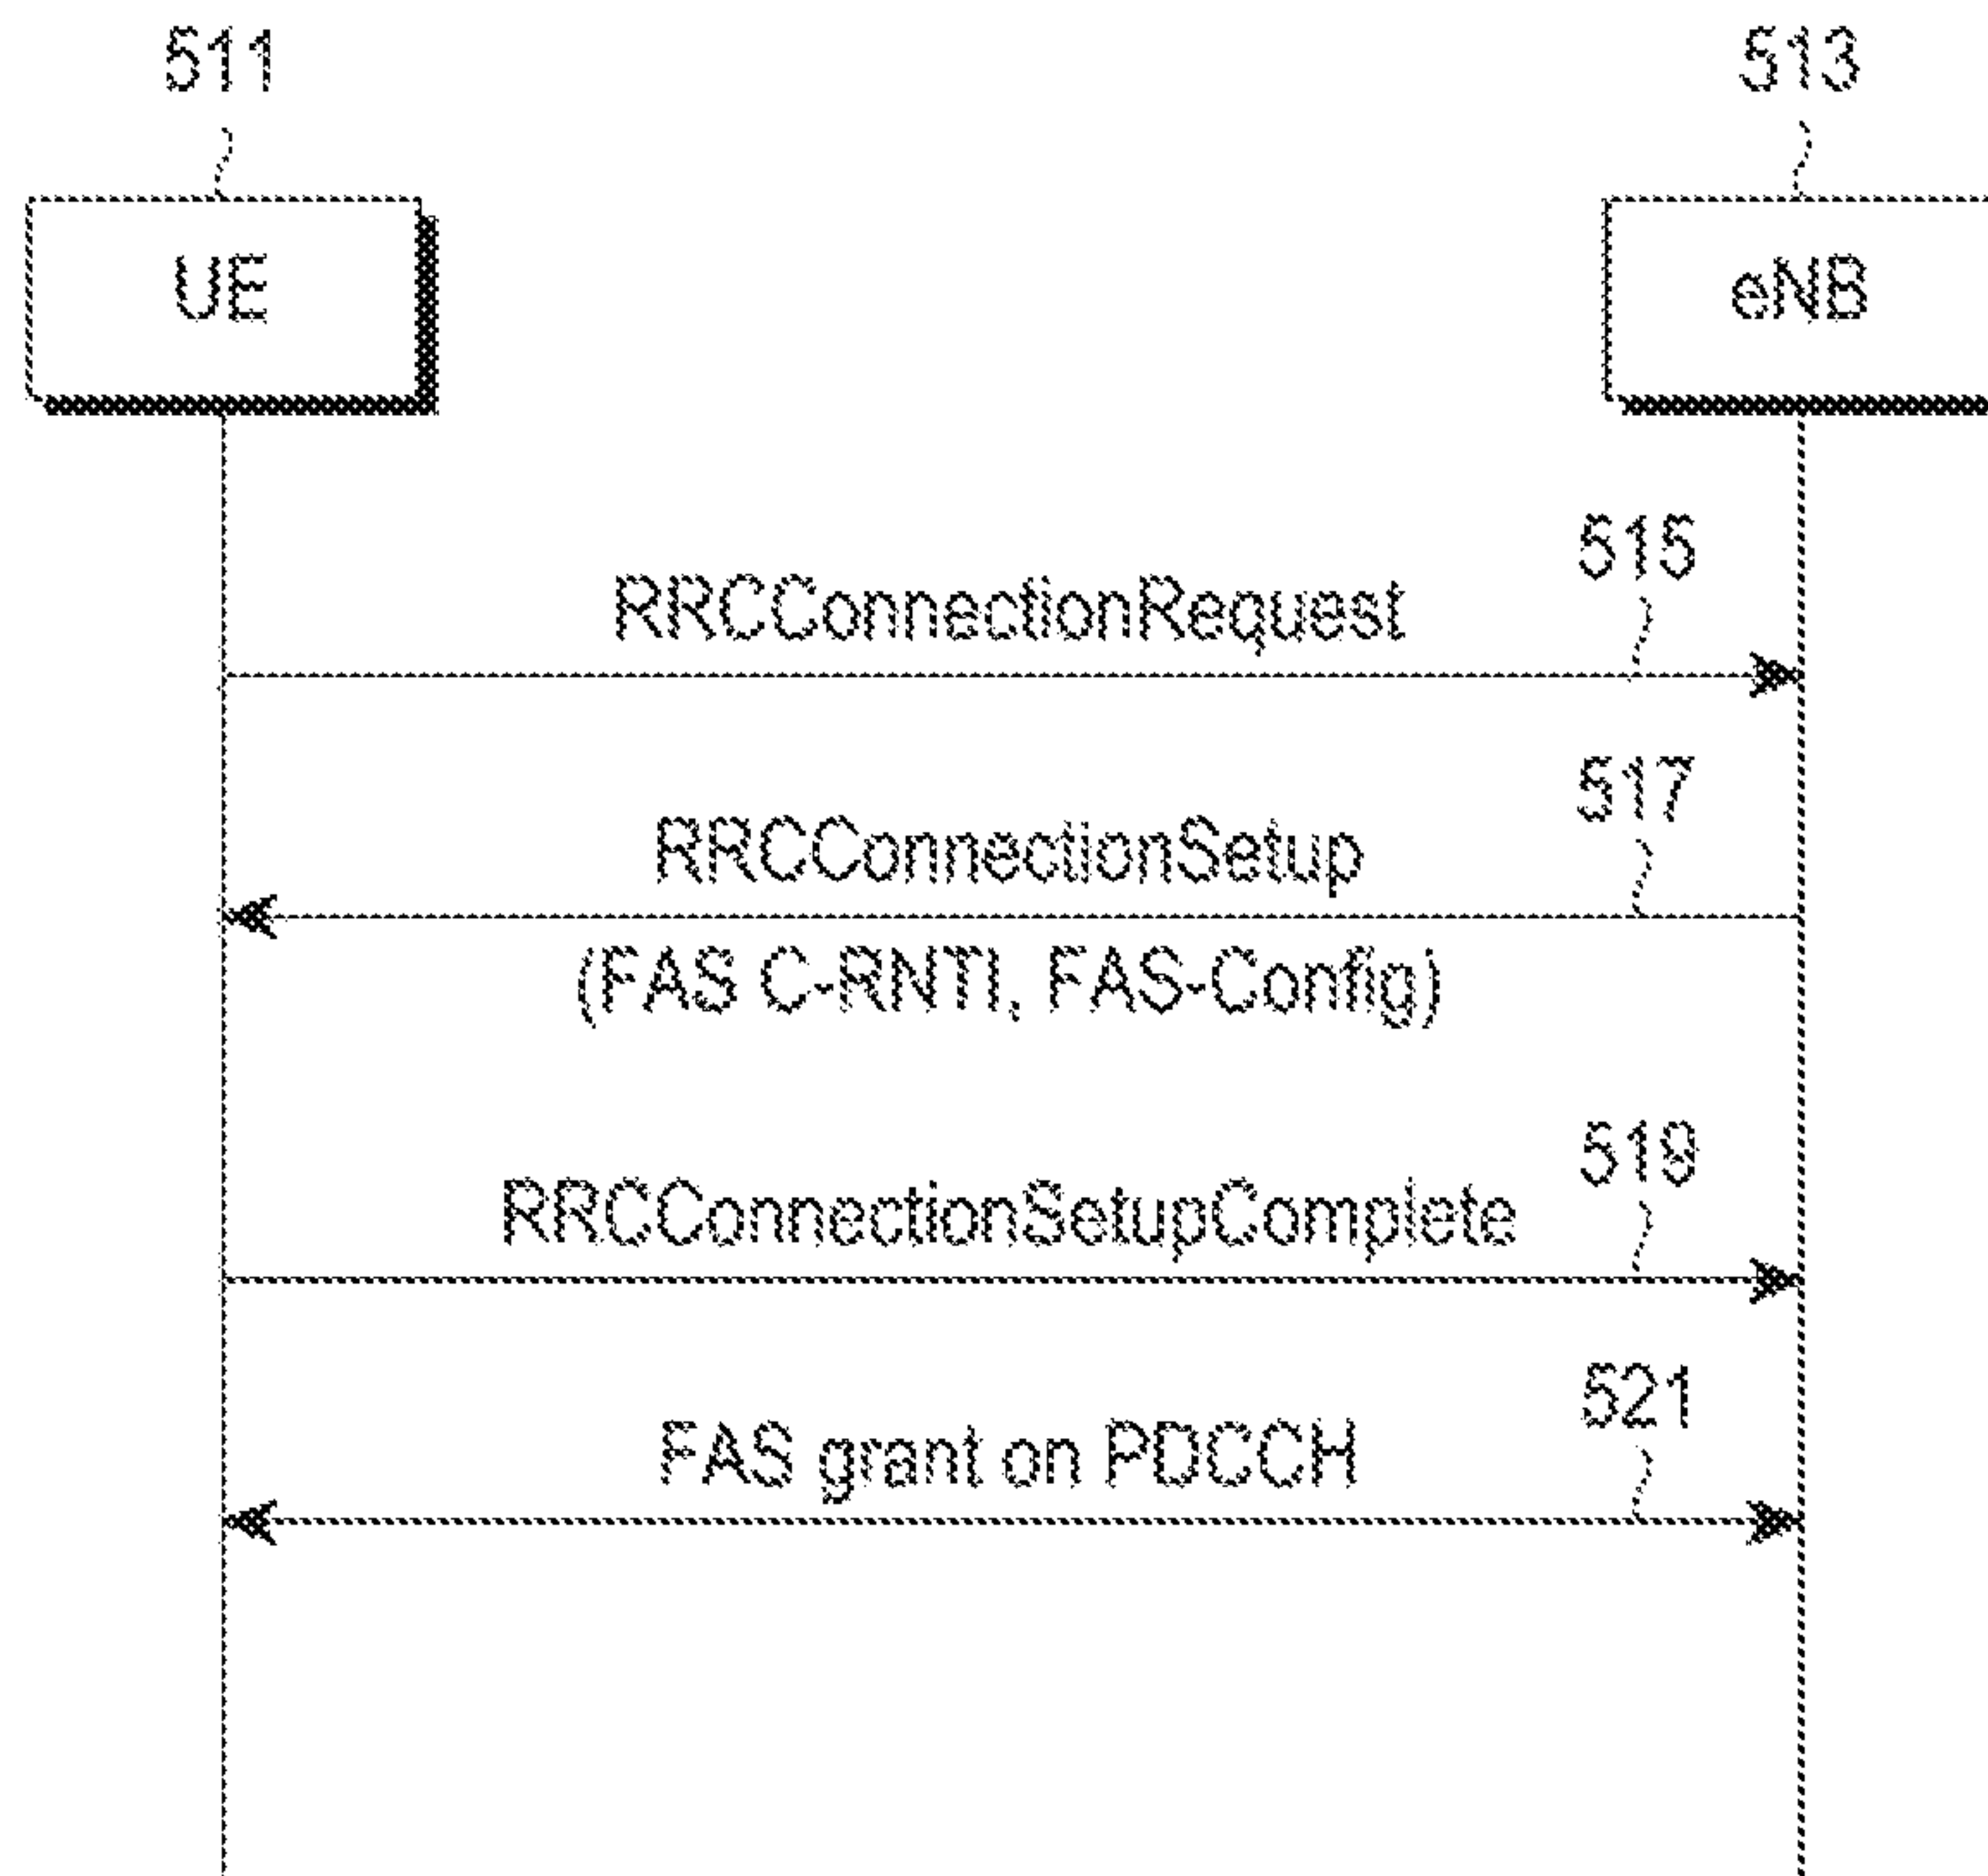 511
513
UE
eNB
515
RRCConnectionRequest
517
RRCConnectionSetup
(FAS C-RNTI, FAS-Config)
519
RRCConnectionSetupComplete
521
FAS grant on PDCCH